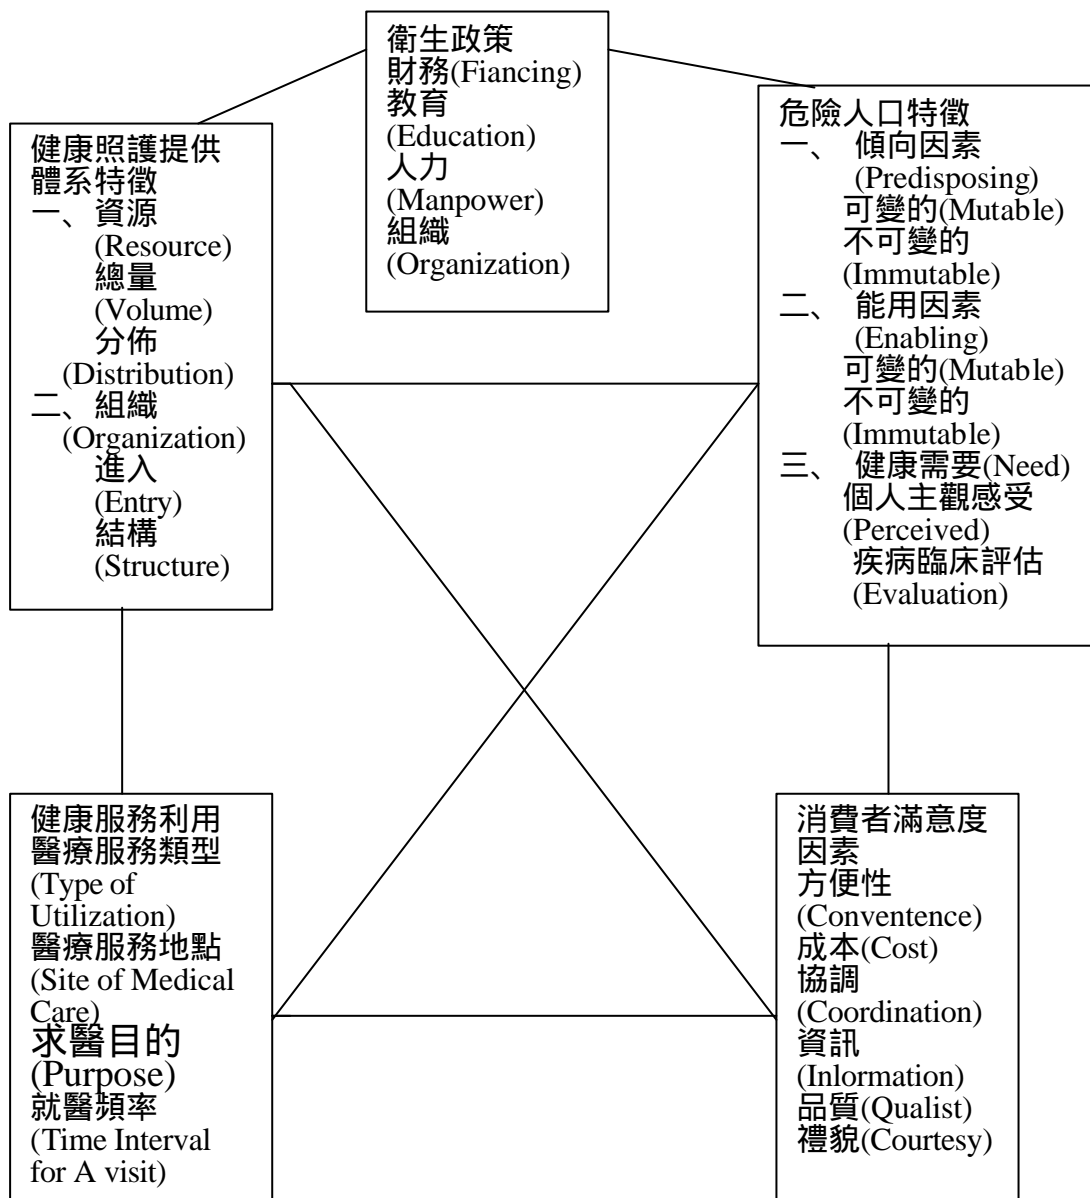 衛生政策
財務(Fiancing)
教育
(Education)
人力
(Manpower)
組織
(Organization)
健康照護提供
體系特徵
一、資源
(Resource)
總量
(Volume)
分佈
(Distribution)
二、組織
(Organization)
進入
(Entry)
結構
(Structure)
危險人口特徵
一、 傾向因素
(Predisposing)
可變的(Mutable)
不可變的
(Immutable)
二、 能用因素
(Enabling)
可變的(Mutable)
不可變的
(Immutable)
三、 健康需要(Need)
個人主觀感受
(Perceived)
疾病臨床評估
(Evaluation)
健康服務利用
醫療服務類型
(Type of
Utilization)
醫療服務地點
(Site of Medical
Care)
求醫目的
(Purpose)
就醫頻率
(Time Interval
for A visit)
消費者滿意度
因素
方便性
(Conventence)
成本(Cost)
協調
(Coordination)
資訊
(Inlormation)
品質(Qualist)
禮貌(Courtesy)